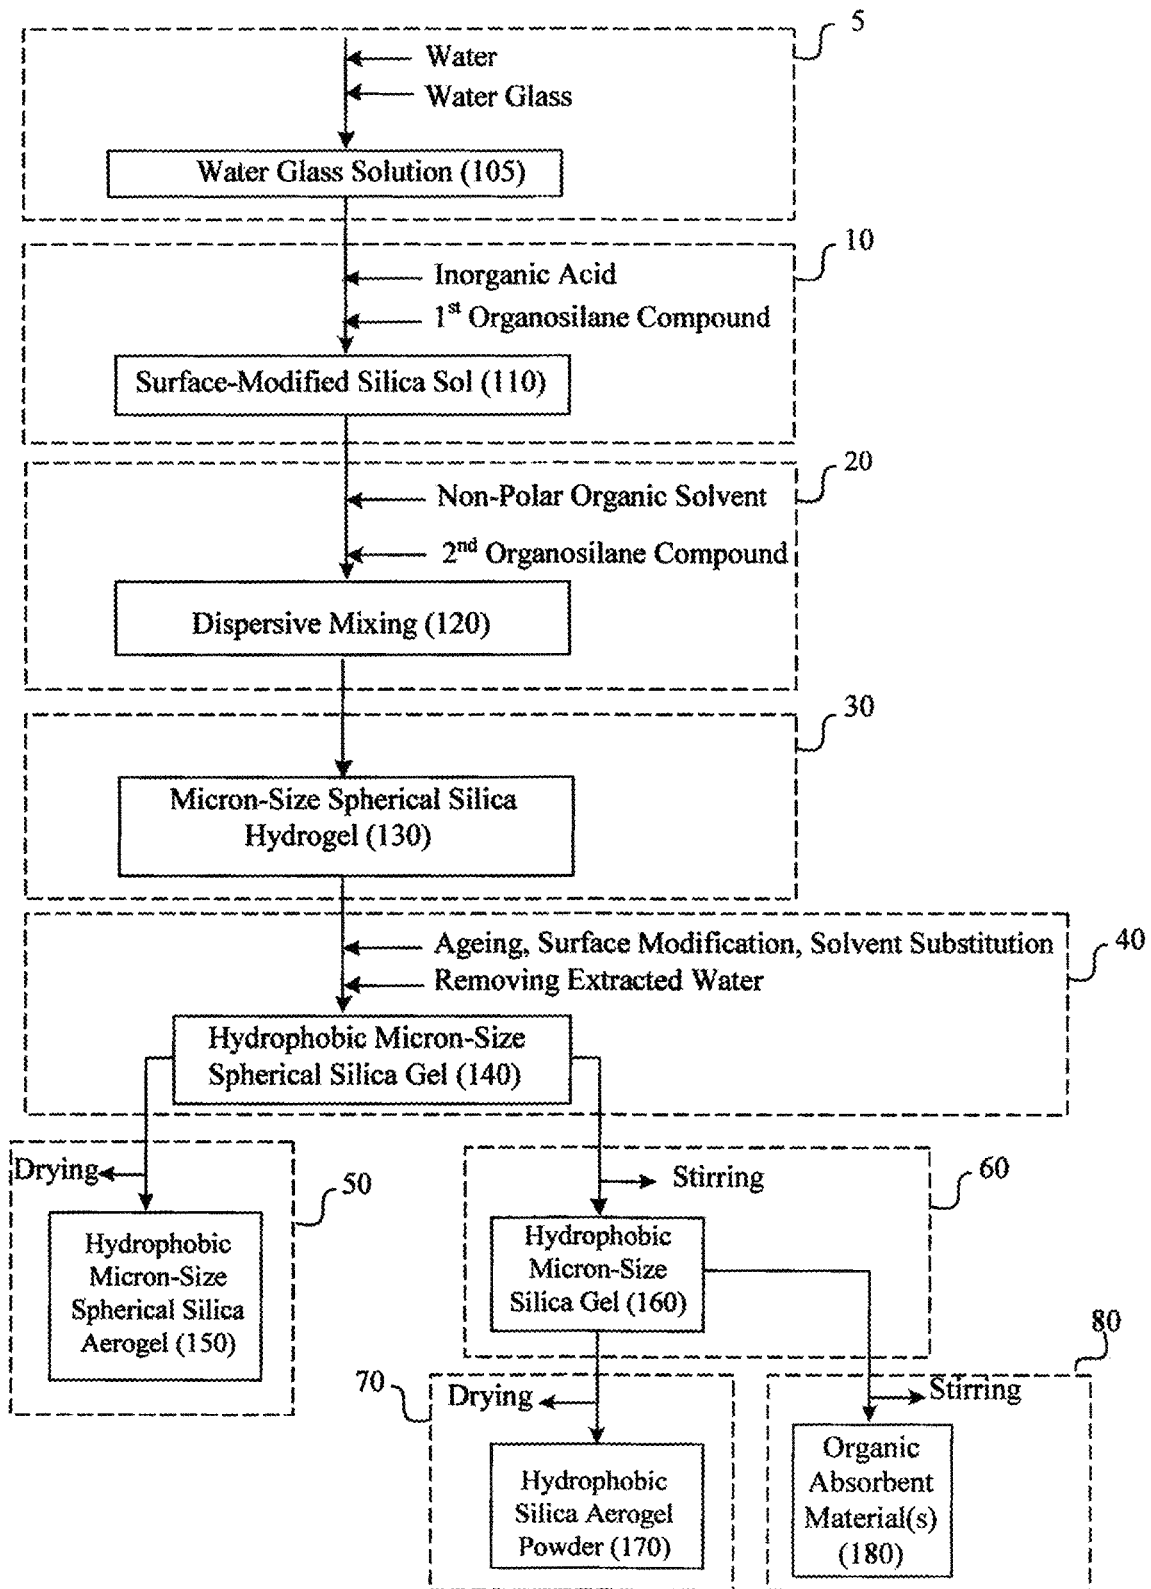 5
Water
Water Glass
Water Glass Solution (105)
10
Inorganic Acid
1st Organosilane Compound
Surface-Modified Silica Sol (110)
20
Non-Polar Organic Solvent
2nd Organosilane Compound
Dispersive Mixing (120)
30
Micron-Size Spherical Silica
Hydrogel (130)
40
Ageing, Surface Modification, Solvent Substitution
Removing Extracted Water
Hydrophobic Micron-Size
Spherical Silica Gel (140)
Drying
50
Hydrophobic
Micron-Size
Spherical Silica
Aerogel (150)
60
Stirring
Hydrophobic
Micron-Size
Silica Gel (160)
70
Drying
Hydrophobic
Silica Aerogel
Powder (170)
80
Stirring
Organic
Absorbent
Material(s)
(180)